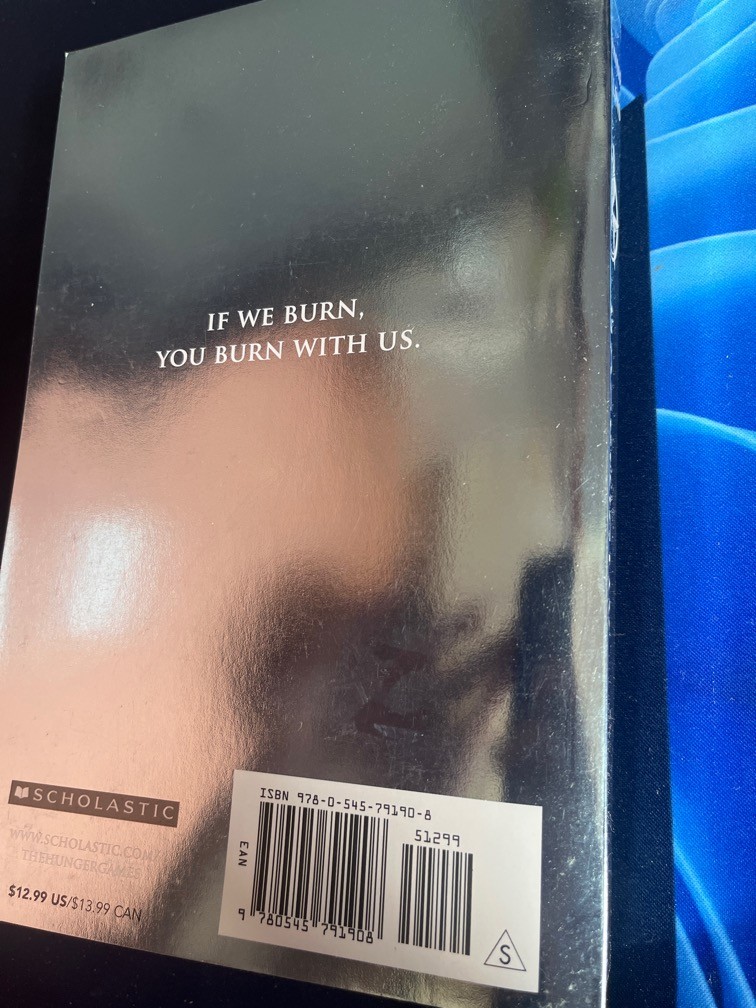 IF WE BURN,
YOU BURN WITH US.
SCHOLASTIC
WWW.SCHOLASTIC.COM/
THEHUNGERGAMES
$12.99 US/$13.99 CAN
ISBN 978-0-545-79190-8
51299
EAN
9 780545 791908
S